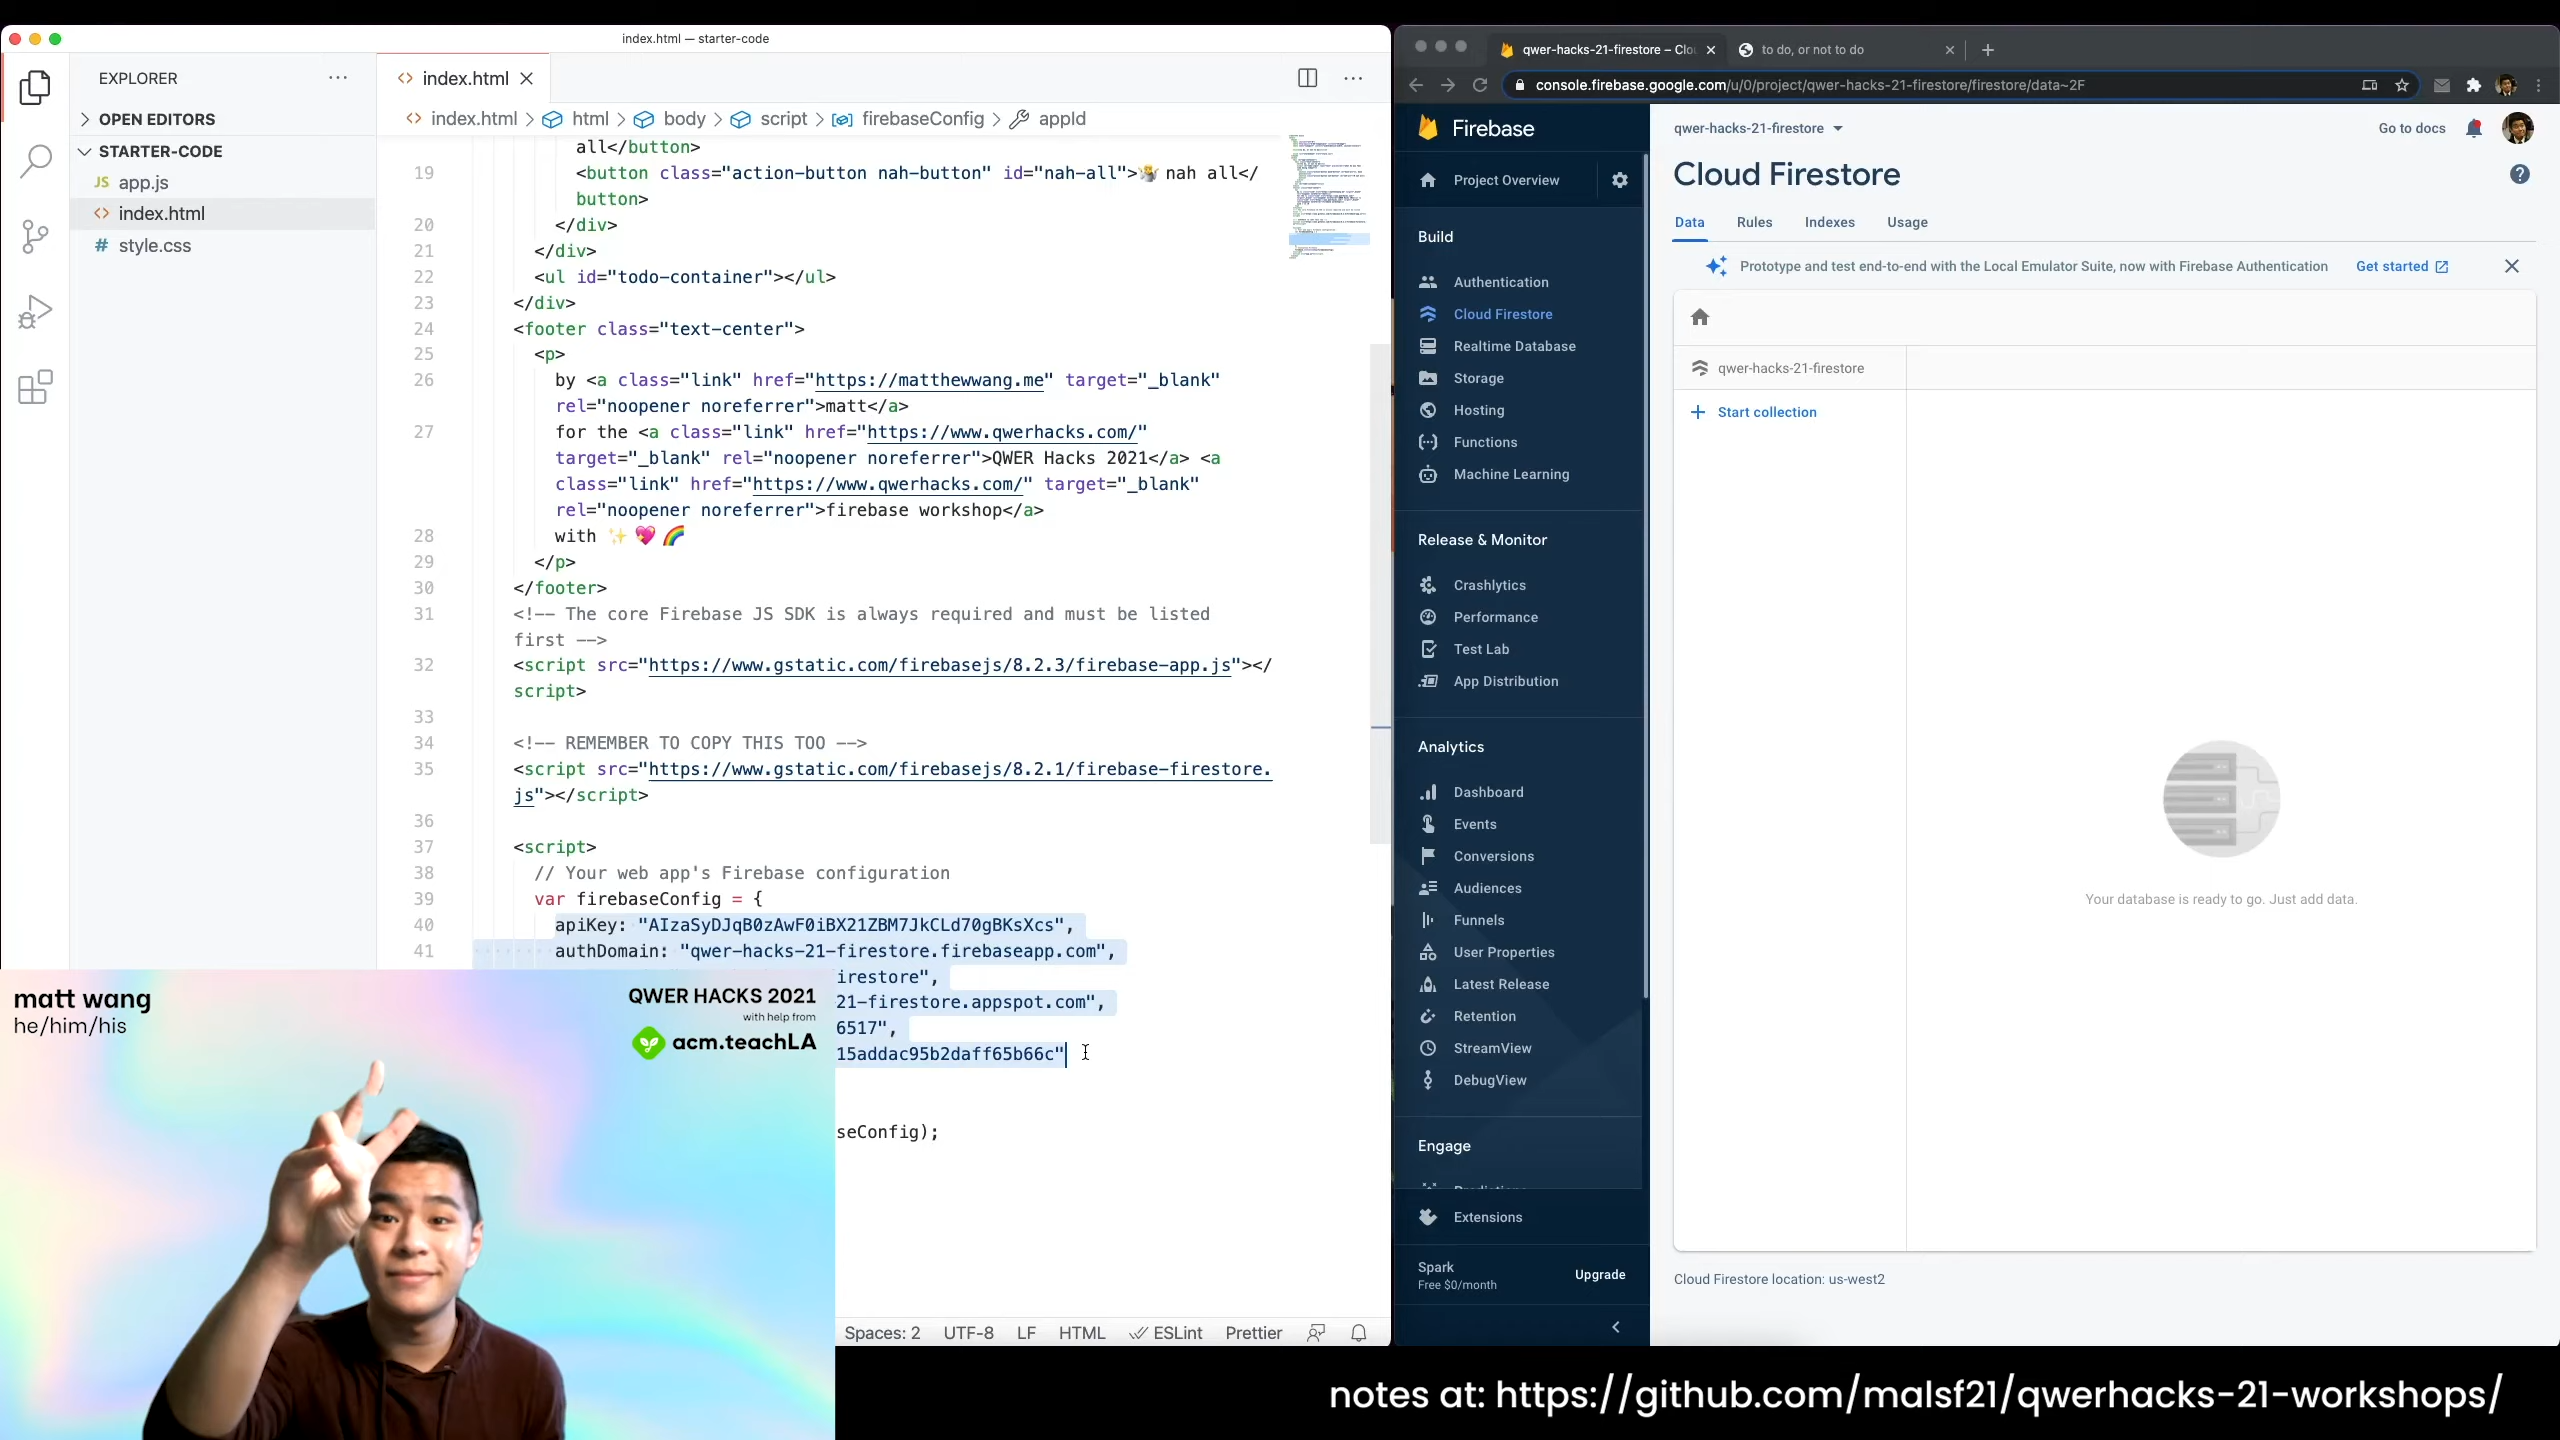 index.html — starter-code
EXPLORER
OPEN EDITORS
STARTER-CODE
JS app.js
<> index.html
# style.css
<> index.html
<> index.html > html > body > script > firebaseConfig > appId
all</button>
19 <button class="action-button nah-button" id="nah-all">🤷 nah all</
button>
20 </div>
21 </div>
22 <ul id="todo-container"></ul>
23 </div>
24 <footer class="text-center">
25 <p>
26 by <a class="link" href="https://matthewwang.me" target="_blank"
rel="noopener noreferrer">matt</a>
27 for the <a class="link" href="https://www.qwerhacks.com/"
target="_blank" rel="noopener noreferrer">QWER Hacks 2021</a> <a
class="link" href="https://www.qwerhacks.com/" target="_blank"
rel="noopener noreferrer">firebase workshop</a>
28 with ✨ 💖 🌈
29 </p>
30 </footer>
31 <!-- The core Firebase JS SDK is always required and must be listed
first -->
32 <script src="https://www.gstatic.com/firebasejs/8.2.3/firebase-app.js"></
script>
33
34 <!-- REMEMBER TO COPY THIS TOO -->
35 <script src="https://www.gstatic.com/firebasejs/8.2.1/firebase-firestore.
js"></script>
36
37 <script>
38 // Your web app's Firebase configuration
39 var firebaseConfig = {
40 apiKey: "AIzaSyDJqB0zAwF0iBX21ZBM7JkCLd70gBKsXcs",
41 authDomain: "qwer-hacks-21-firestore.firebaseapp.com",
irestore",
21-firestore.appspot.com",
6517",
15addac95b2daff65b66c"
seConfig);
Spaces: 2 UTF-8 LF HTML ESLint Prettier
matt wang
he/him/his
QWER HACKS 2021
with help from
acm.teachLA
qwer-hacks-21-firestore – Clo
to do, or not to do
console.firebase.google.com/u/0/project/qwer-hacks-21-firestore/firestore/data~2F
Firebase
Project Overview
Build
Authentication
Cloud Firestore
Realtime Database
Storage
Hosting
Functions
Machine Learning
Release & Monitor
Crashlytics
Performance
Test Lab
App Distribution
Analytics
Dashboard
Events
Conversions
Audiences
Funnels
User Properties
Latest Release
Retention
StreamView
DebugView
Engage
Extensions
Spark
Free $0/month
Upgrade
qwer-hacks-21-firestore
Go to docs
Cloud Firestore
Data Rules Indexes Usage
Prototype and test end-to-end with the Local Emulator Suite, now with Firebase Authentication Get started
qwer-hacks-21-firestore
Start collection
Your database is ready to go. Just add data.
Cloud Firestore location: us-west2
notes at: https://github.com/malsf21/qwerhacks-21-workshops/